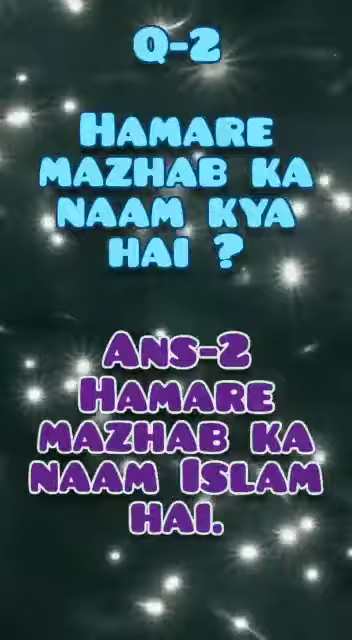 Q-2
Hamare
mazhab ka
naam kya
hai ?
Ans-2
Hamare
mazhab ka
naam Islam
hai.